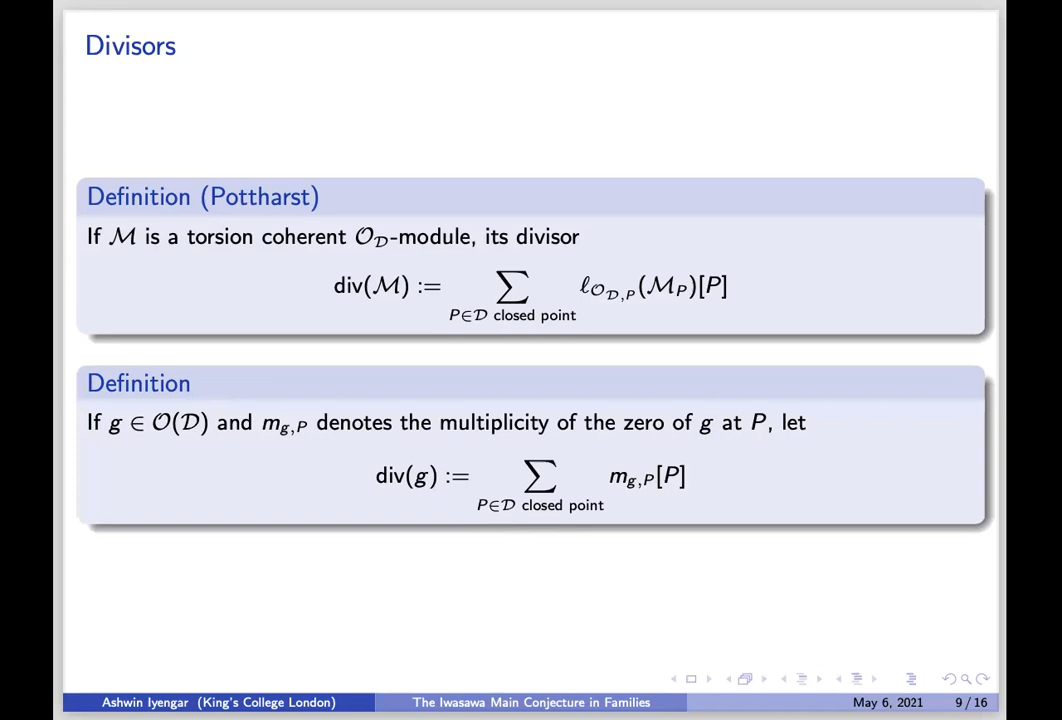 Divisors
Definition (Pottharst)
If ℳ is a torsion coherent 𝒪_𝒟-module, its divisor
div(ℳ) := ∑_{P∈𝒟 closed point} ℓ_{𝒪_{𝒟,P}}(ℳ_P)[P]
Definition
If g ∈ 𝒪(𝒟) and m_{g,P} denotes the multiplicity of the zero of g at P, let
div(g) := ∑_{P∈𝒟 closed point} m_{g,P}[P]
Ashwin Iyengar (King's College London) The Iwasawa Main Conjecture in Families May 6, 2021 9 / 16